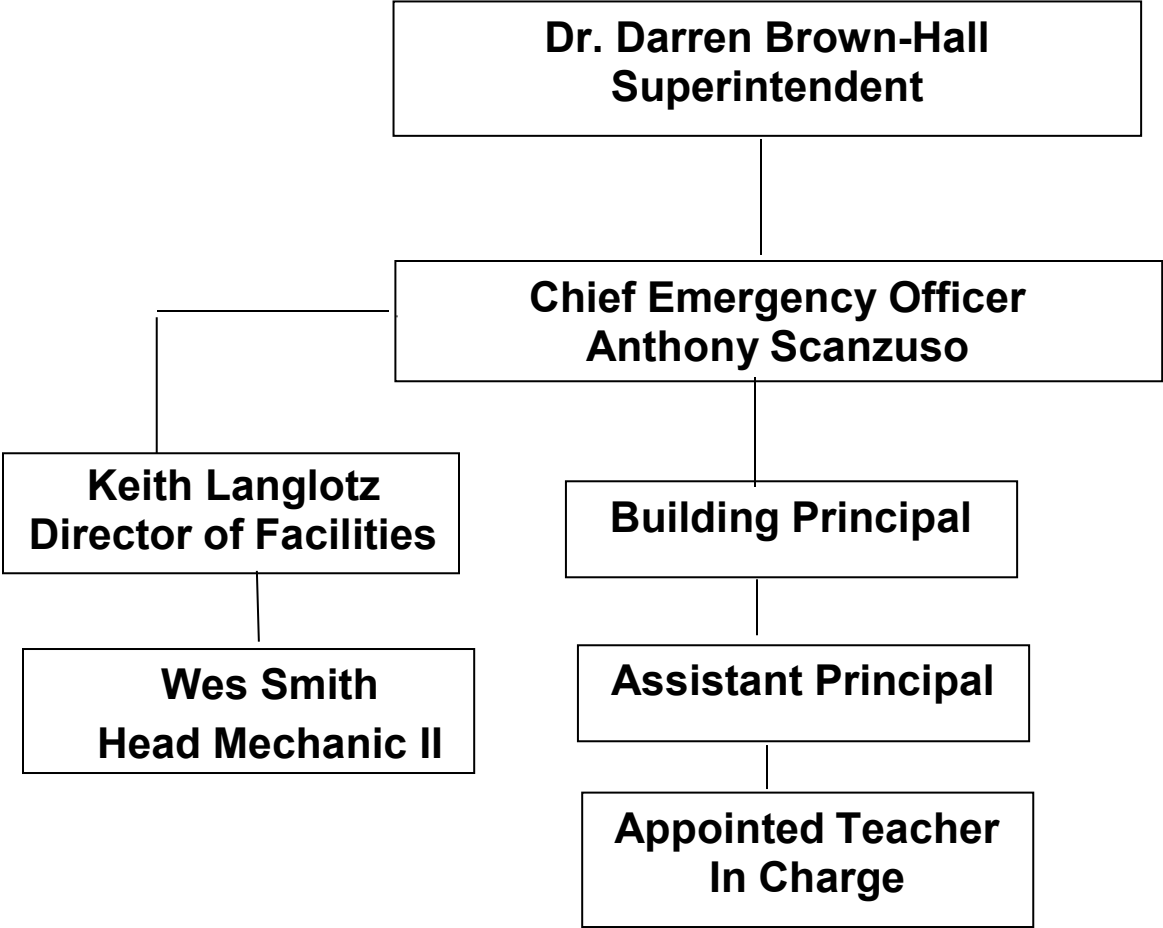 Dr. Darren Brown-Hall
Superintendent
Chief Emergency Officer
Anthony Scanzuso
Keith Langlotz
Director of Facilities
Building Principal
Wes Smith
Head Mechanic II
Assistant Principal
Appointed Teacher
In Charge